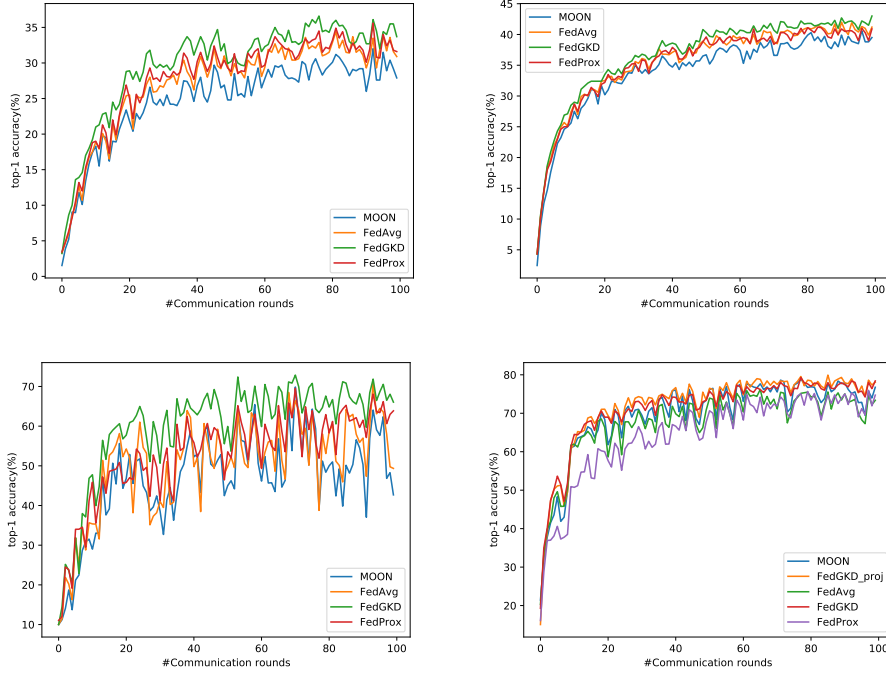 35
30
25
20
15
10
5
0
top-1 accuracy(%)
MOON
FedAvg
FedGKD
FedProx
0 20 40 60 80 100
#Communication rounds
45
40
35
30
25
20
15
10
5
top-1 accuracy(%)
MOON
FedAvg
FedGKD
FedProx
0 20 40 60 80 100
#Communication rounds
70
60
50
40
30
20
10
top-1 accuracy(%)
MOON
FedAvg
FedGKD
FedProx
0 20 40 60 80 100
#Communication rounds
80
70
60
50
40
30
20
top-1 accuracy(%)
MOON
FedGKD_proj
FedAvg
FedGKD
FedProx
0 20 40 60 80 100
#Communication rounds